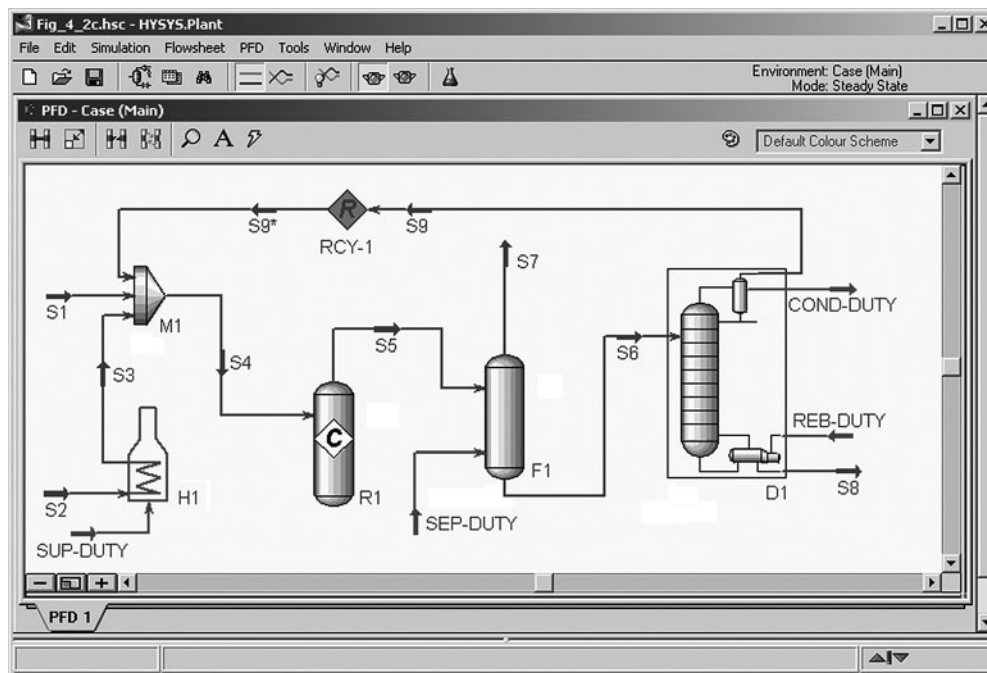 Fig_4_2c.hsc - HYSYS.Plant
File Edit Simulation Flowsheet PFD Tools Window Help
Environment: Case (Main)
Mode: Steady State
PFD - Case (Main)
A
Default Colour Scheme
R
S9*
S9
RCY-1
S7
S1
M1
COND-DUTY
S5
S6
S3
S4
REB-DUTY
C
F1
S8
S2
H1
R1
D1
SEP-DUTY
SUP-DUTY
PFD 1